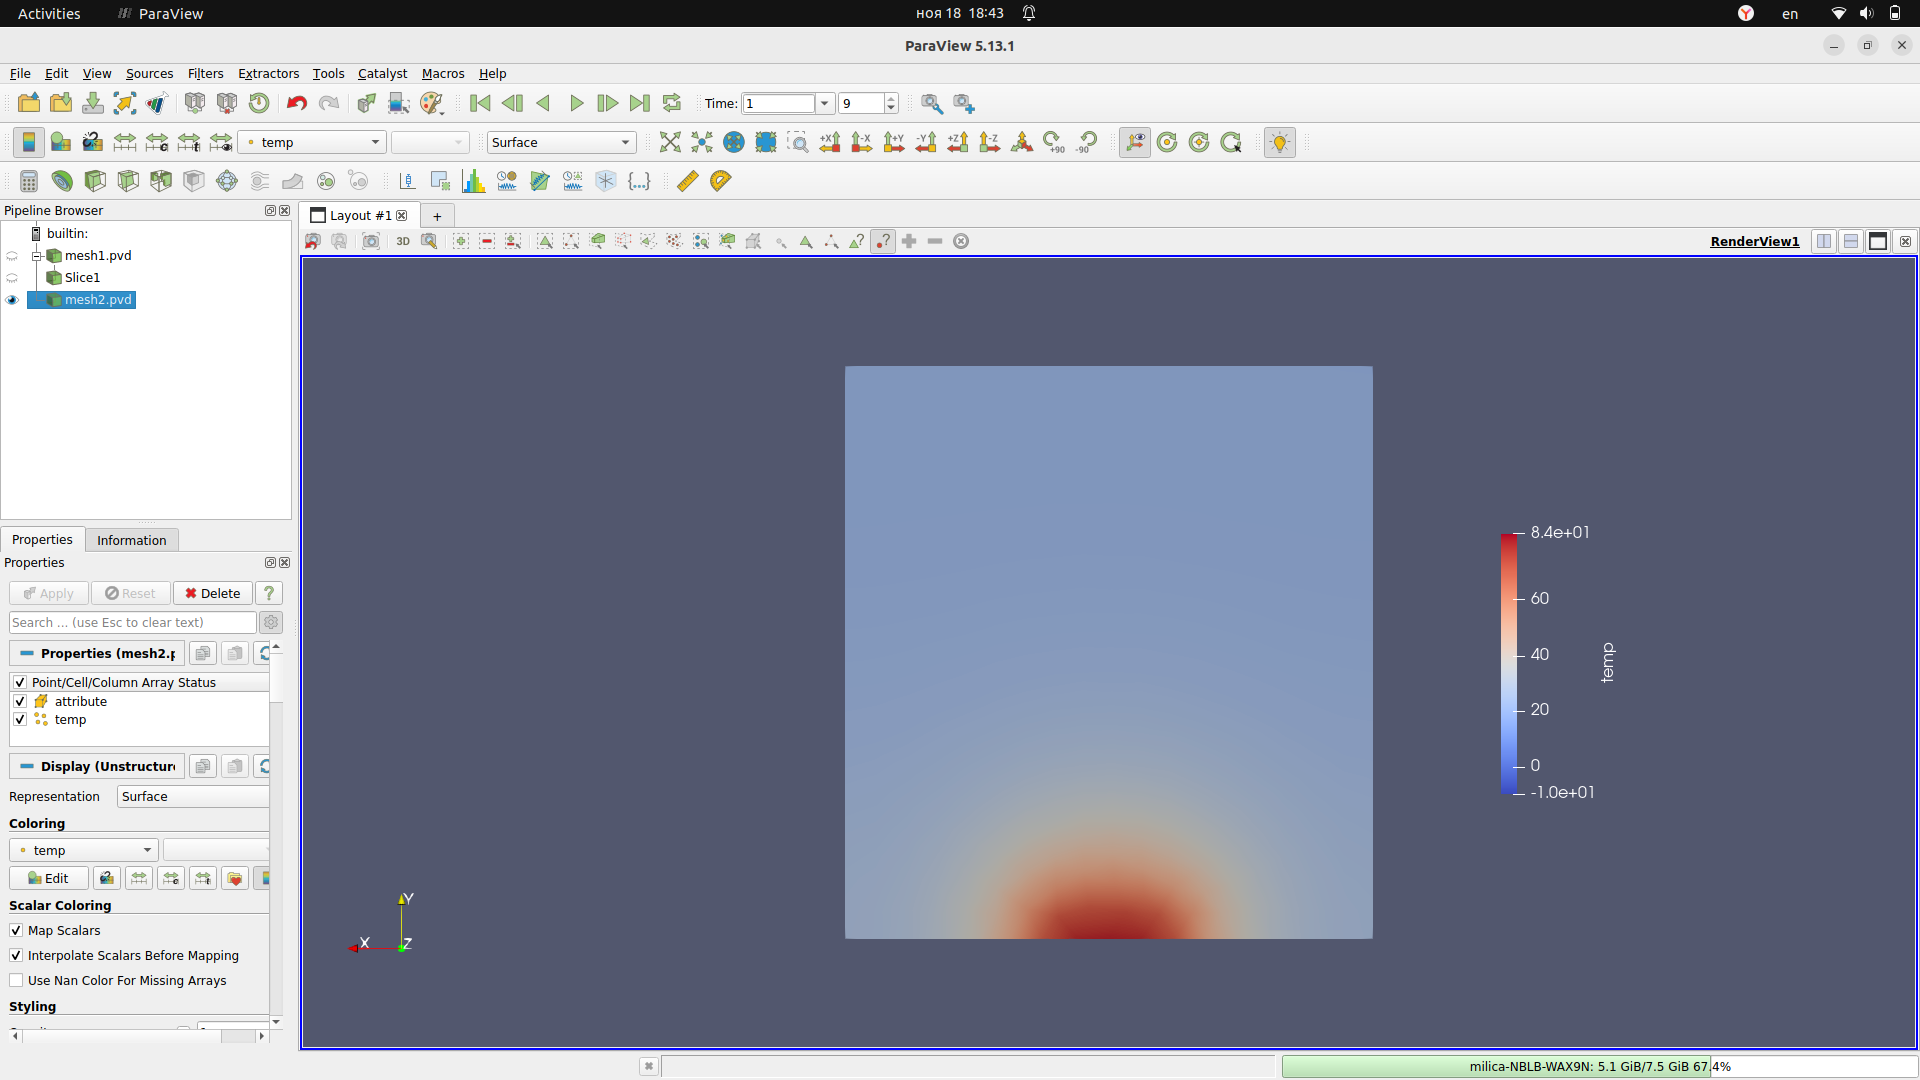 Activities ParaView ноя 18 18:43 en
ParaView 5.13.1
File Edit View Sources Filters Extractors Tools Catalyst Macros Help
Time: 1 9
temp Surface +X -X +Y -Y +Z -Z +90 -90
Pipeline Browser
Layout #1 +
builtin:
3D
RenderView1
mesh1.pvd
Slice1
mesh2.pvd
Properties Information
Properties
Apply Reset Delete ?
Search ... (use Esc to clear text)
Properties (mesh2.p
Point/Cell/Column Array Status
attribute
temp
Display (Unstructure
Representation Surface
Coloring
temp
Edit
Scalar Coloring
Map Scalars
Interpolate Scalars Before Mapping
Use Nan Color For Missing Arrays
Styling
8.4e+01
60
40
20
0
-1.0e+01
temp
Y
X Z
milica-NBLB-WAX9N: 5.1 GiB/7.5 GiB 67.4%